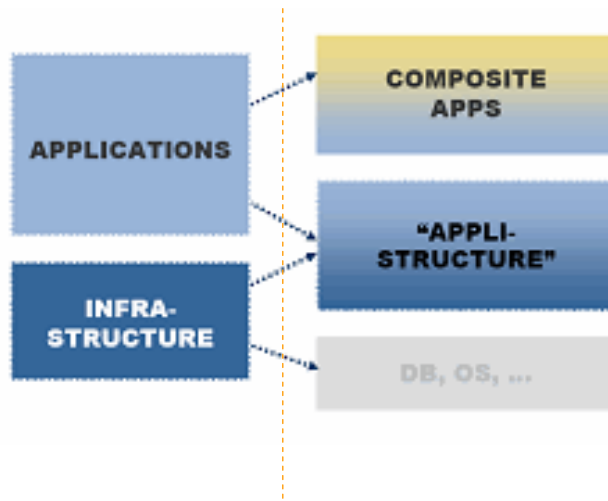 APPLICATIONS
INFRA-
STRUCTURE
COMPOSITE
APPS
“APPLI-
STRUCTURE”
DB, OS, ...